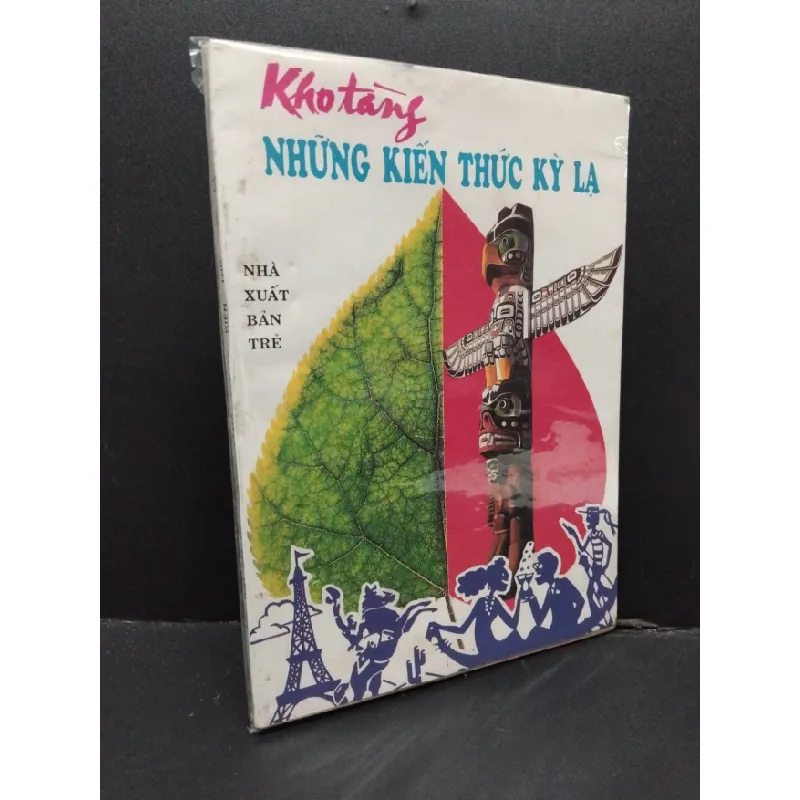 Kho tàng
NHỮNG KIẾN THỨC KỲ LẠ
NHÀ
XUẤT
BẢN
TRẺ